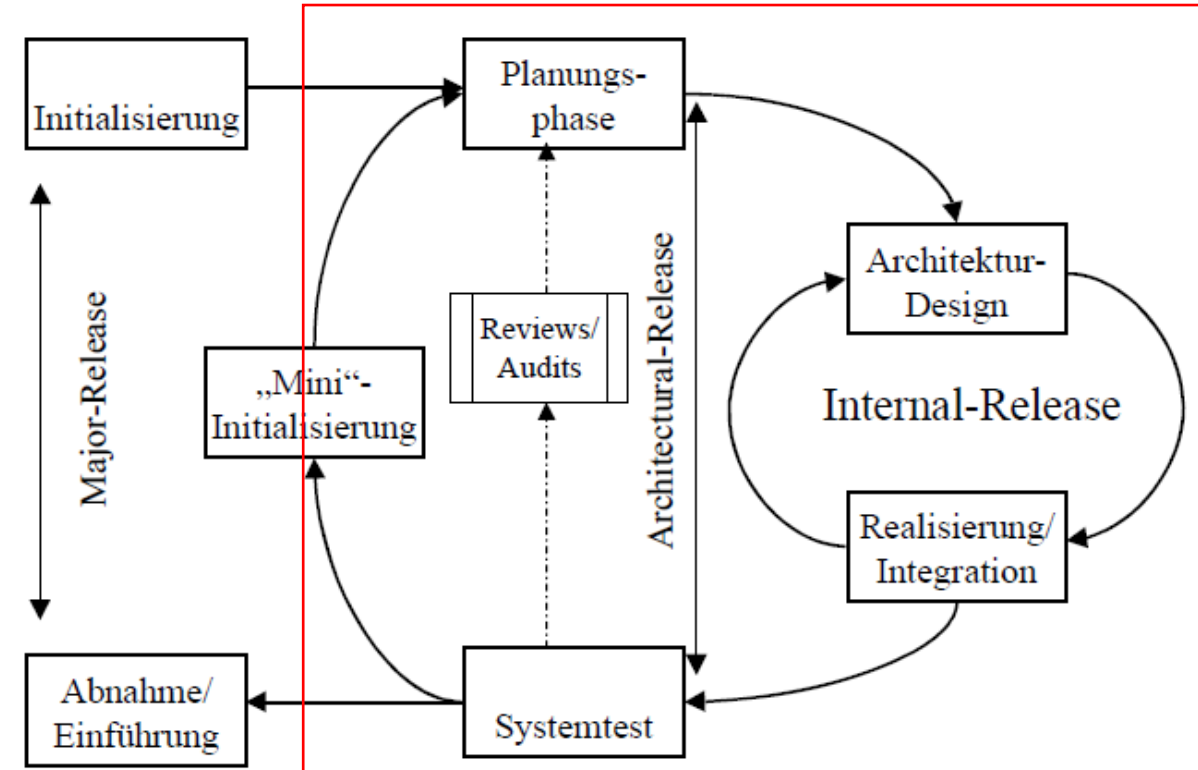 Initialisierung
Planungs-
phase
Major-Release
Architectural-Release
Architektur-
Design
Reviews/
Audits
„Mini“-
Initialisierung
Internal-Release
Realisierung/
Integration
Abnahme/
Einführung
Systemtest